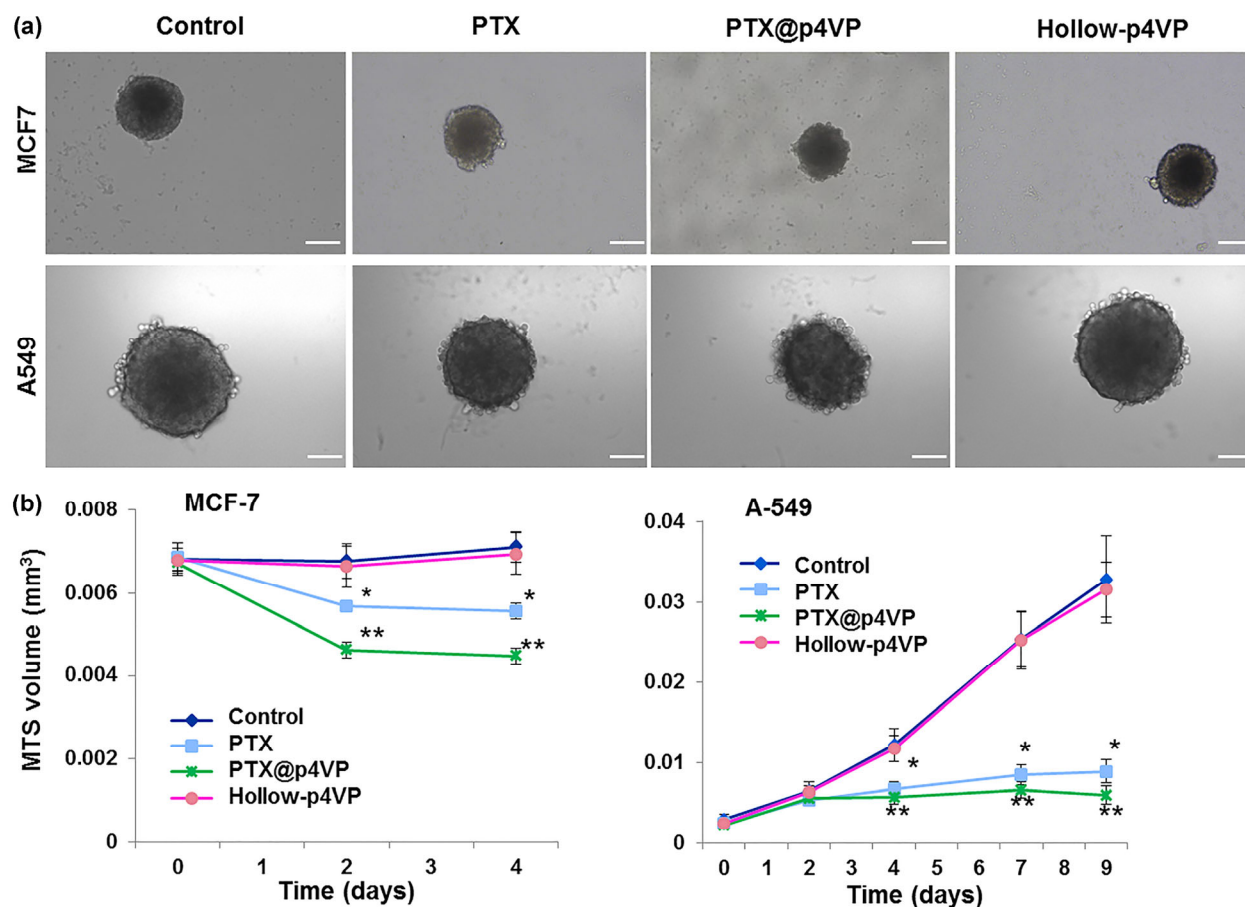 (a) Control PTX PTX@p4VP Hollow-p4VP
MCF7
A549
(b) MCF-7
MTS volume (mm³)
0.008
0.006
0.004
0.002
0
*
*
**
**
Control
PTX
PTX@p4VP
Hollow-p4VP
0 1 2 3 4
Time (days)
A-549
0.04
0.03
0.02
0.01
0
Control
PTX
PTX@p4VP
Hollow-p4VP
*
*
*
**
**
**
0 1 2 3 4 5 6 7 8 9
Time (days)